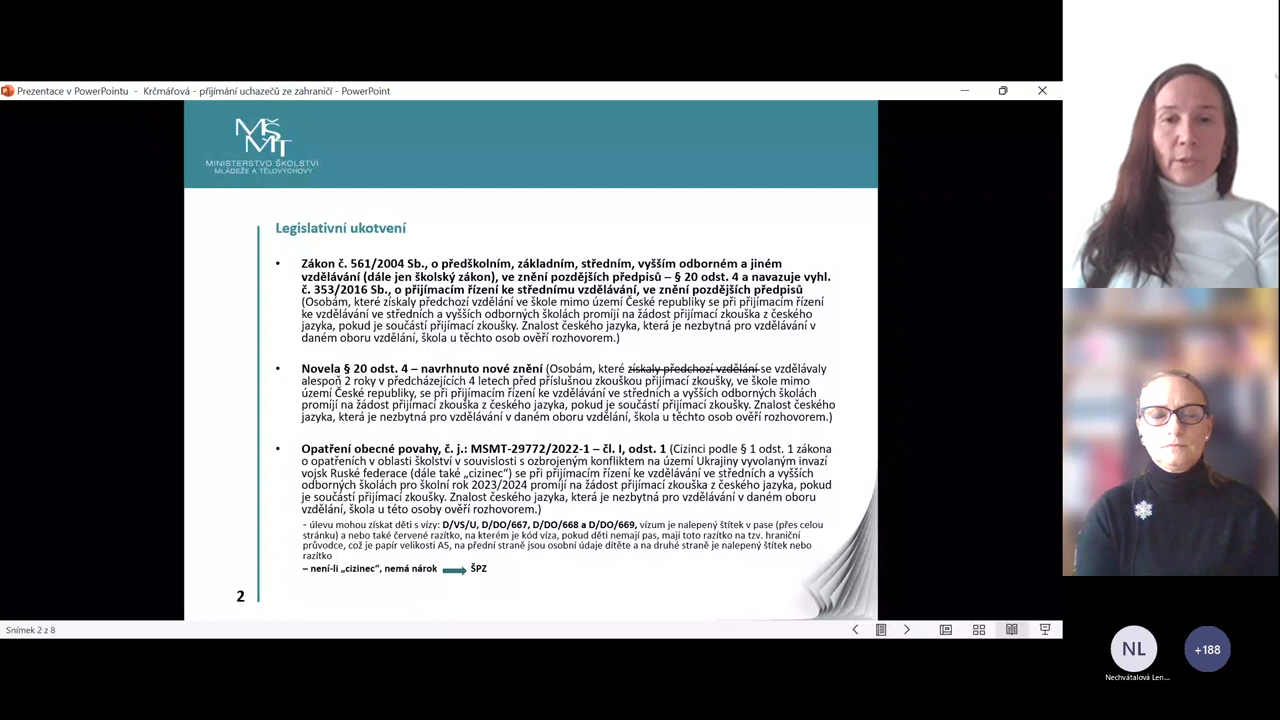 Prezentace v PowerPointu - Krčmářová - přijímání uchazečů ze zahraničí - PowerPoint
MŠ
MT
MINISTERSTVO ŠKOLSTVÍ,
MLÁDEŽE A TĚLOVÝCHOVY
Legislativní ukotvení
• Zákon č. 561/2004 Sb., o předškolním, základním, středním, vyšším odborném a jiném
vzdělávání (dále jen školský zákon), ve znění pozdějších předpisů – § 20 odst. 4 a navazuje vyhl.
č. 353/2016 Sb., o přijímacím řízení ke střednímu vzdělávání, ve znění pozdějších předpisů
(Osobám, které získaly předchozí vzdělání ve škole mimo území České republiky se při přijímacím řízení
ke vzdělávání ve středních a vyšších odborných školách promíjí na žádost přijímací zkouška z českého
jazyka, pokud je součástí přijímací zkoušky. Znalost českého jazyka, která je nezbytná pro vzdělávání v
daném oboru vzdělání, škola u těchto osob ověří rozhovorem.)
• Novela § 20 odst. 4 – navrhnuto nové znění (Osobám, které získaly předchozí vzdělání se vzdělávaly
alespoň 2 roky v předcházejících 4 letech před příslušnou zkouškou přijímací zkoušky, ve škole mimo
území České republiky, se při přijímacím řízení ke vzdělávání ve středních a vyšších odborných školách
promíjí na žádost přijímací zkouška z českého jazyka, pokud je součástí přijímací zkoušky. Znalost českého
jazyka, která je nezbytná pro vzdělávání v daném oboru vzdělání, škola u těchto osob ověří rozhovorem.)
• Opatření obecné povahy, č. j.: MSMT-29772/2022-1 – čl. I, odst. 1 (Cizinci podle § 1 odst. 1 zákona
o opatřeních v oblasti školství v souvislosti s ozbrojeným konfliktem na území Ukrajiny vyvolaným invazí
vojsk Ruské federace (dále také „cizinec“) se při přijímacím řízení ke vzdělávání ve středních a vyšších
odborných školách pro školní rok 2023/2024 promíjí na žádost přijímací zkouška z českého jazyka, pokud
je součástí přijímací zkoušky. Znalost českého jazyka, která je nezbytná pro vzdělávání v daném oboru
vzdělání, škola u této osoby ověří rozhovorem.)
- úlevu mohou získat děti s vízy: D/VS/U, D/DO/667, D/DO/668 a D/DO/669, vízum je nalepený štítek v pase (přes celou
stránku) a nebo také červené razítko, na kterém je kód víza, pokud děti nemají pas, mají toto razítko na tzv. hraniční
průvodce, což je papír velikosti A5, na přední straně jsou osobní údaje dítěte a na druhé straně je nalepený štítek nebo
razítko
– není-li „cizinec“, nemá nárok ŠPZ
2
Snímek 2 z 8
NL
+188
Nechvátalová Len...